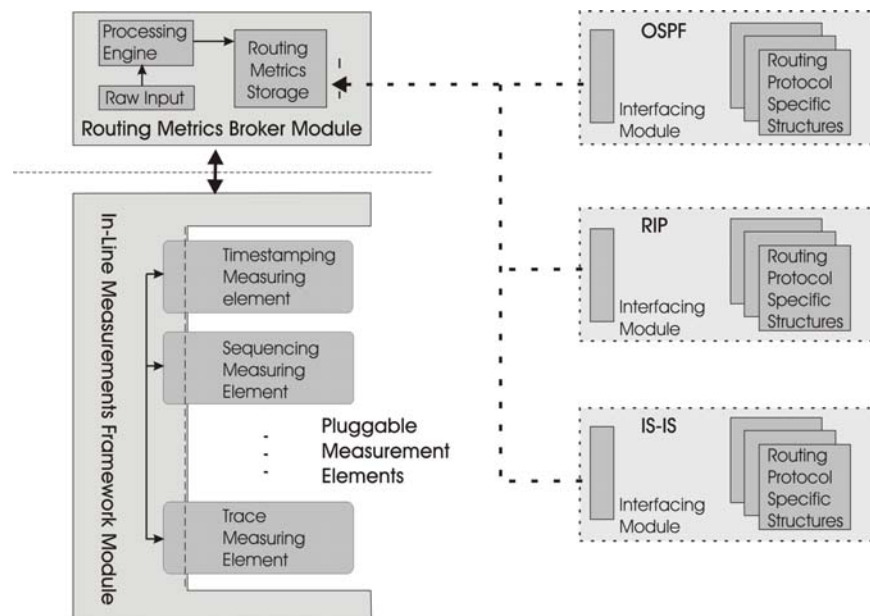 Processing
Engine
Raw Input
Routing
Metrics
Storage
Routing Metrics Broker Module
In-Line Measurements Framework Module
Timestamping
Measuring
element
Sequencing
Measuring
Element
Pluggable
Measurement
Elements
Trace
Measuring
Element
OSPF
Interfacing
Module
Routing
Protocol
Specific
Structures
RIP
Interfacing
Module
Routing
Protocol
Specific
Structures
IS-IS
Interfacing
Module
Routing
Protocol
Specific
Structures